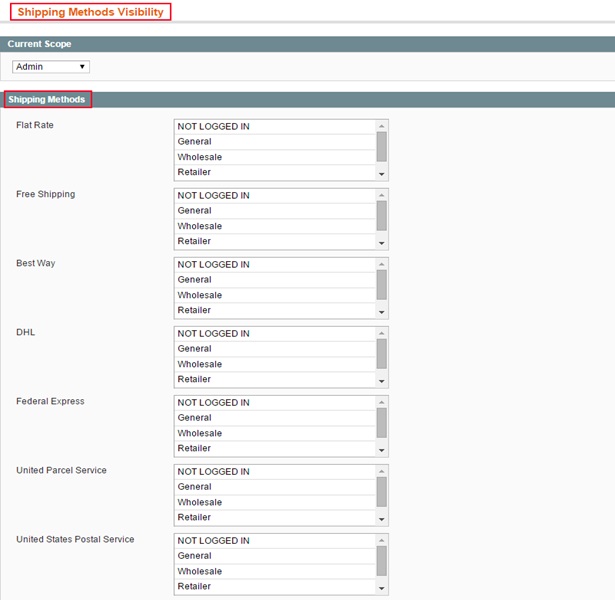 Shipping Methods Visibility
Current Scope
Admin
Shipping Methods
Flat Rate
NOT LOGGED IN
General
Wholesale
Retailer
Free Shipping
NOT LOGGED IN
General
Wholesale
Retailer
Best Way
NOT LOGGED IN
General
Wholesale
Retailer
DHL
NOT LOGGED IN
General
Wholesale
Retailer
Federal Express
NOT LOGGED IN
General
Wholesale
Retailer
United Parcel Service
NOT LOGGED IN
General
Wholesale
Retailer
United States Postal Service
NOT LOGGED IN
General
Wholesale
Retailer